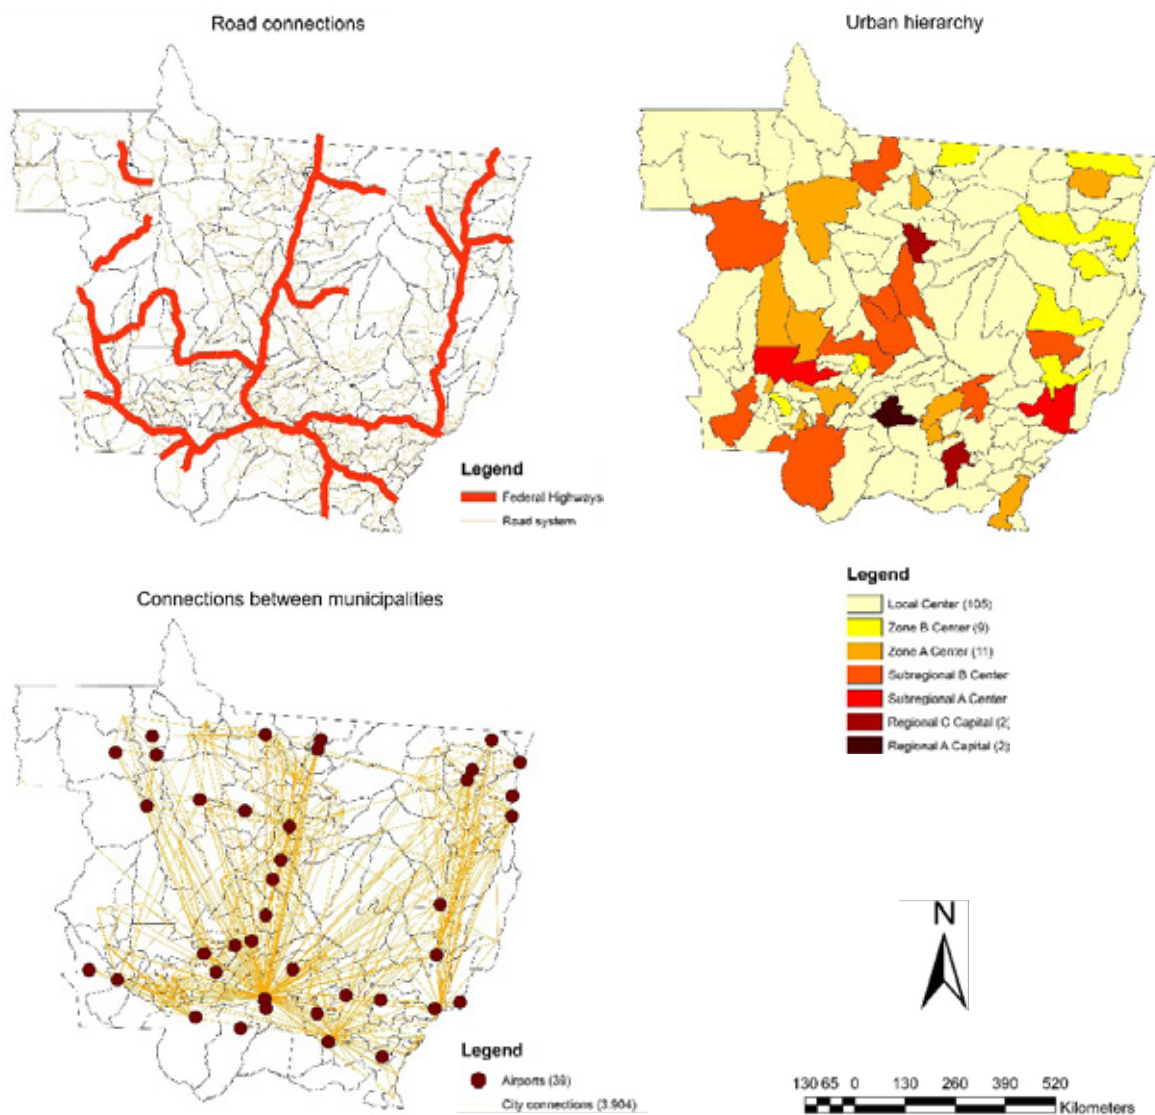 Road connections
Urban hierarchy
Legend
Federal Highways
Road system
Legend
Local Center (105)
Zone B Center (9)
Zone A Center (11)
Subregional B Center
Subregional A Center
Regional C Capital (2)
Regional A Capital (2)
Connections between municipalities
Legend
Airports (38)
City connections (3.904)
N
130 65 0 130 260 390 520
Kilometers